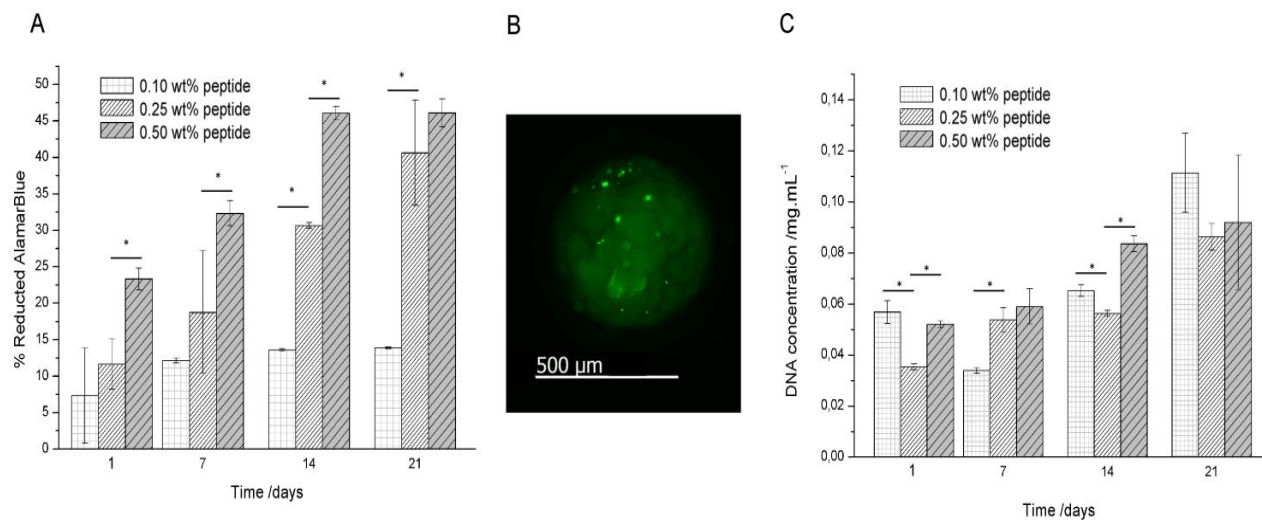 A
0.10 wt% peptide
0.25 wt% peptide
0.50 wt% peptide
*
*
*
*
*
50
45
40
35
30
25
20
15
10
5
0
% Reducted AlamarBlue
1 7 14 21
Time /days
B
500 µm
C
0.10 wt% peptide
0.25 wt% peptide
0.50 wt% peptide
*
*
*
*
*
0,14
0,12
0,10
0,08
0,06
0,04
0,02
0,00
DNA concentration /mg.mL⁻¹
1 7 14 21
Time /days